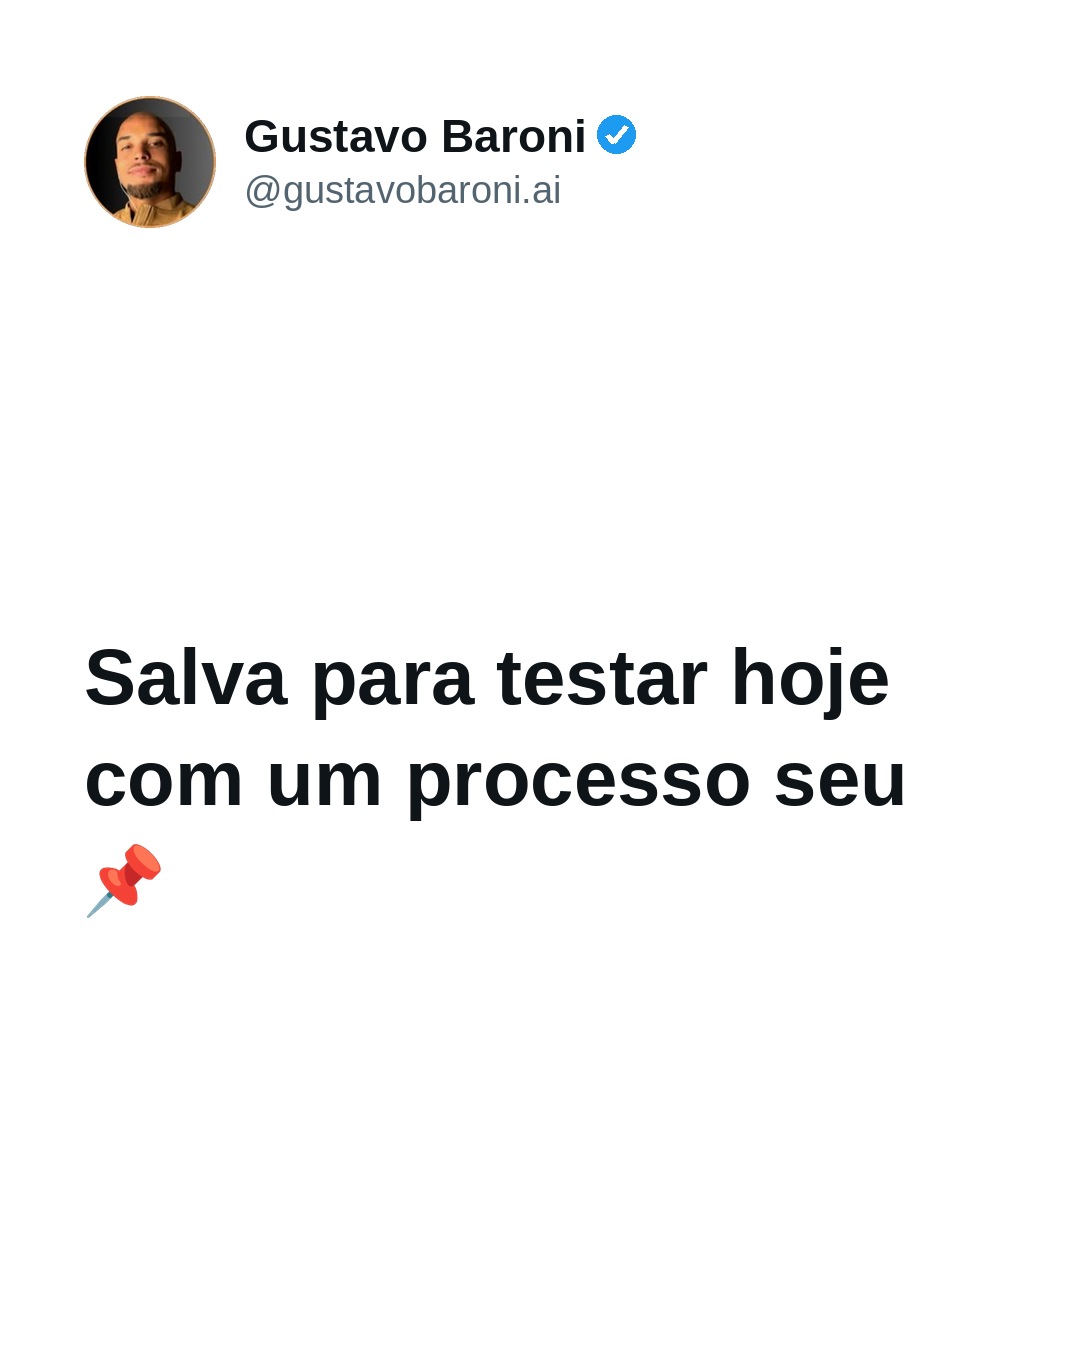 Gustavo Baroni
@gustavobaroni.ai
Salva para testar hoje
com um processo seu
📌